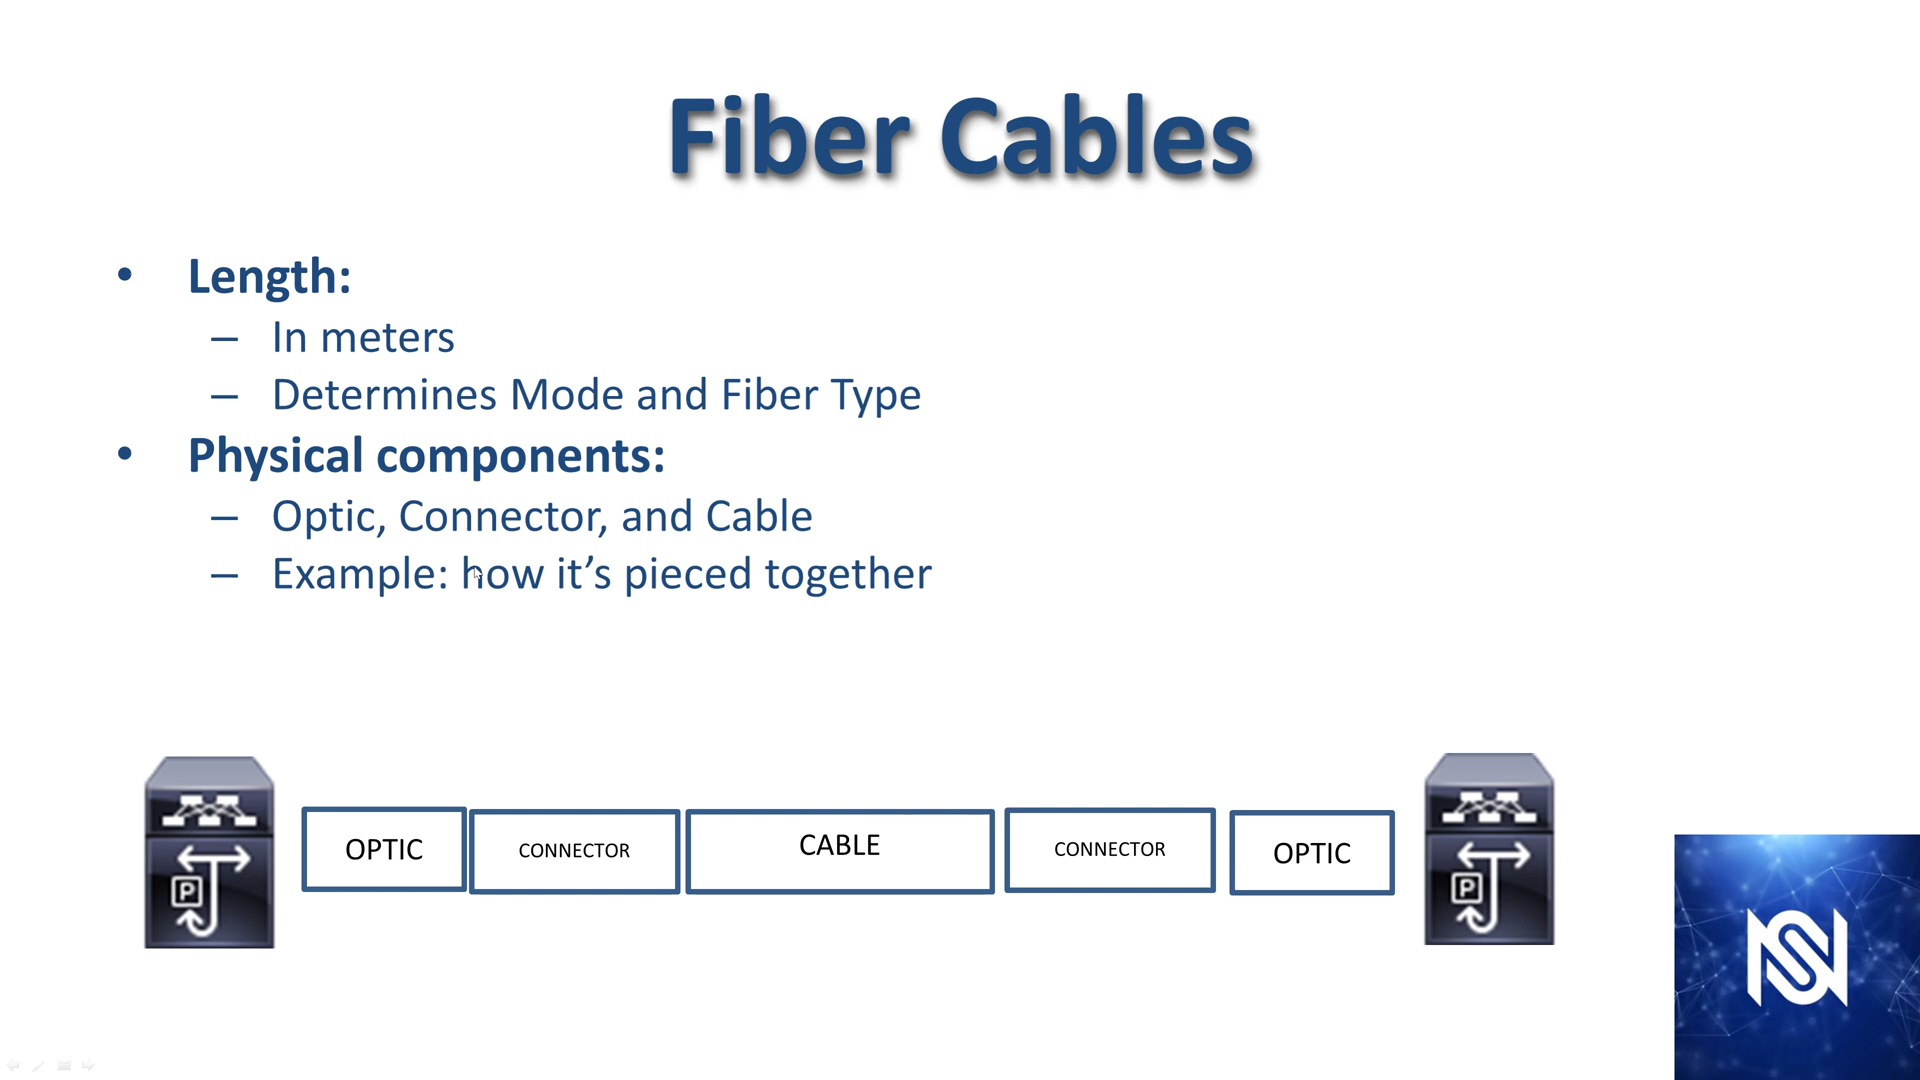 Fiber Cables
• Length:
– In meters
– Determines Mode and Fiber Type
• Physical components:
– Optic, Connector, and Cable
– Example: how it’s pieced together
OPTIC CONNECTOR CABLE CONNECTOR OPTIC
P P
NS